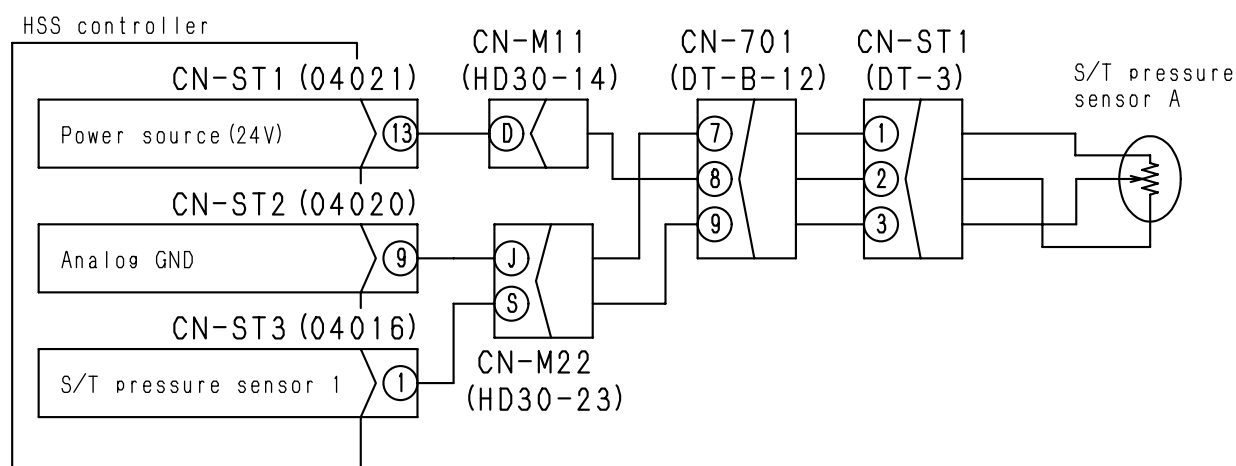 HSS controller
CN-ST1 (04021)
Power source (24V)
13
CN-ST2 (04020)
Analog GND
9
CN-ST3 (04016)
S/T pressure sensor 1
1
CN-M11
(HD30-14)
D
J
S
CN-M22
(HD30-23)
CN-701
(DT-B-12)
7
8
9
CN-ST1
(DT-3)
1
2
3
S/T pressure
sensor A